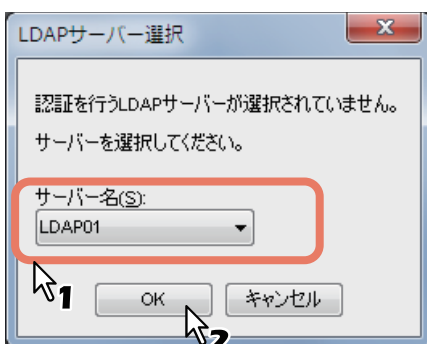 LDAPサーバー選択
認証を行うLDAPサーバーが選択されていません。
サーバーを選択してください。
サーバー名(S):
LDAP01
1
OK キャンセル
2